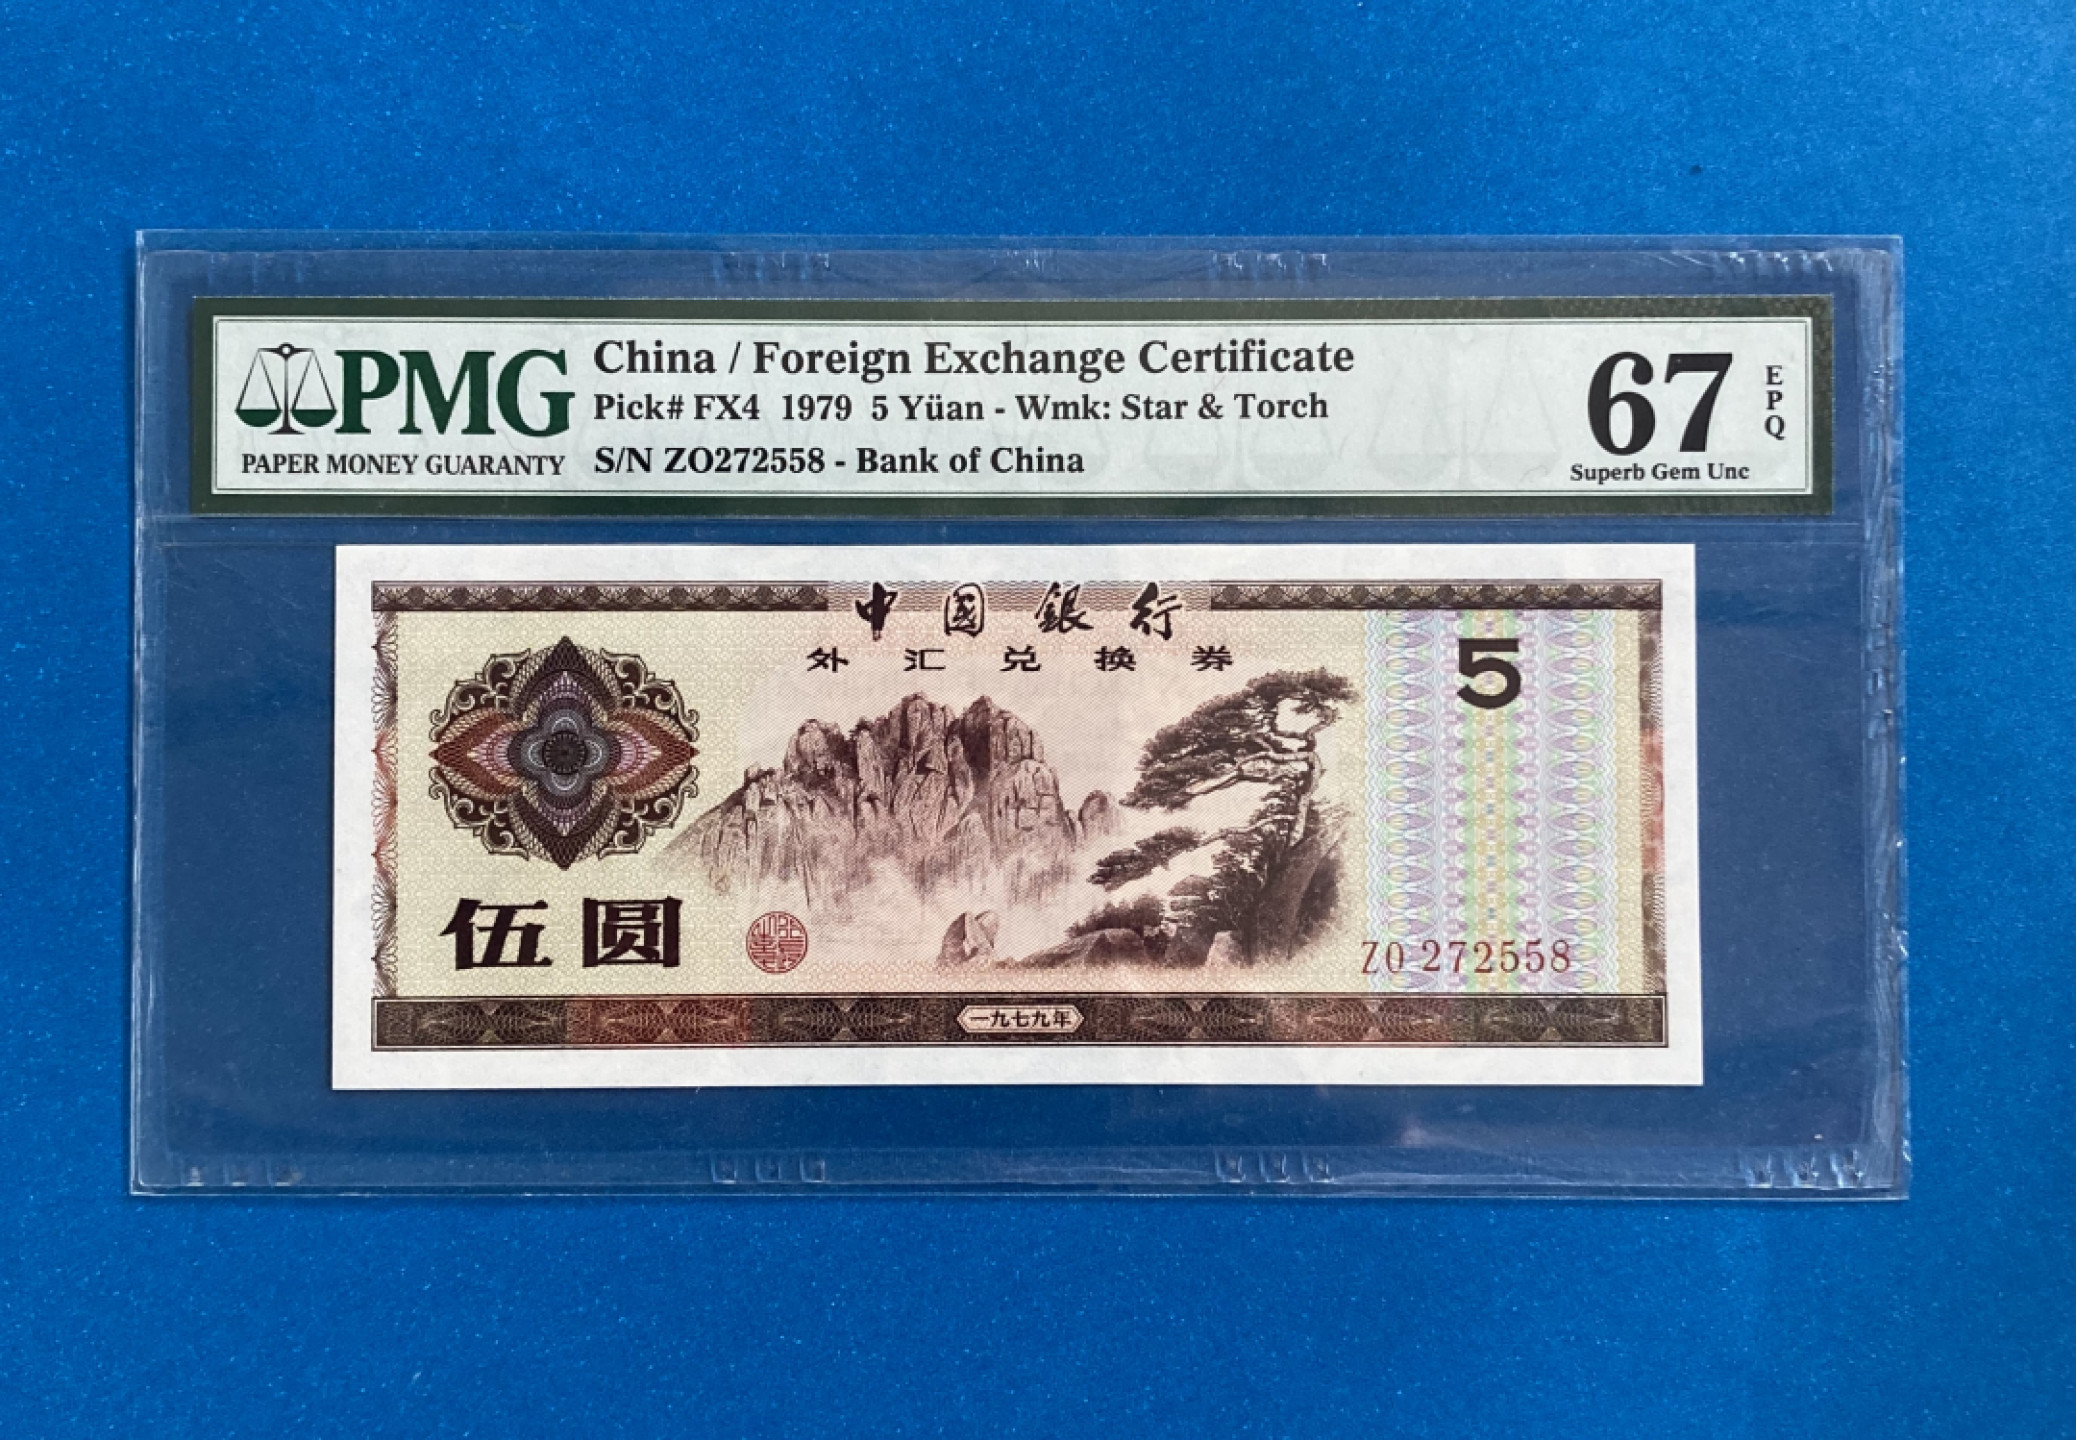 PMG
PAPER MONEY GUARANTY
China / Foreign Exchange Certificate
Pick# FX4 1979 5 Yüan - Wmk: Star & Torch
S/N ZO272558 - Bank of China
67
EPQ
Superb Gem Unc
中国銀行
外汇兑换券
5
伍圆
ZO 272558
一九七九年